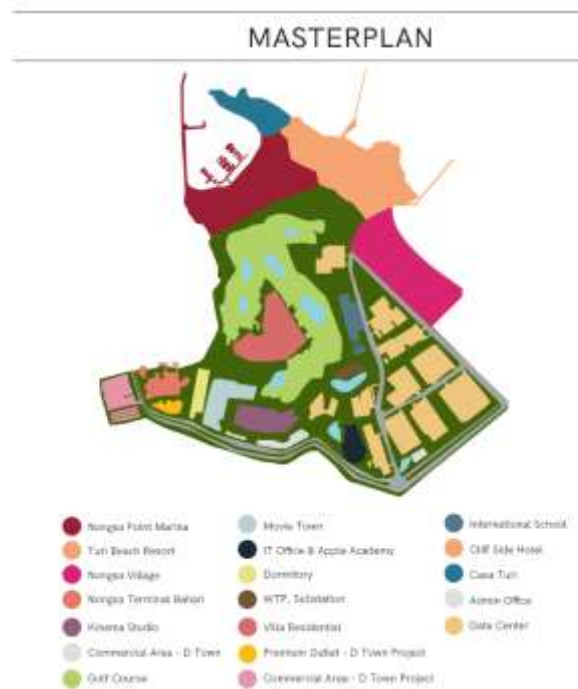 MASTERPLAN
Nongsa Point Marina
Turi Beach Resort
Nongsa Village
Nongsa Terminas Bahari
Kinema Studio
Commercial Area - D Town
Golf Course
Movie Town
IT Office & Apple Academy
Dormitory
WTP, Substation
Villa Residential
Premium Outlet - D Town Project
Commercial Area - D Town Project
International School
Cliff Side Hotel
Casa Turi
Admin Office
Data Center